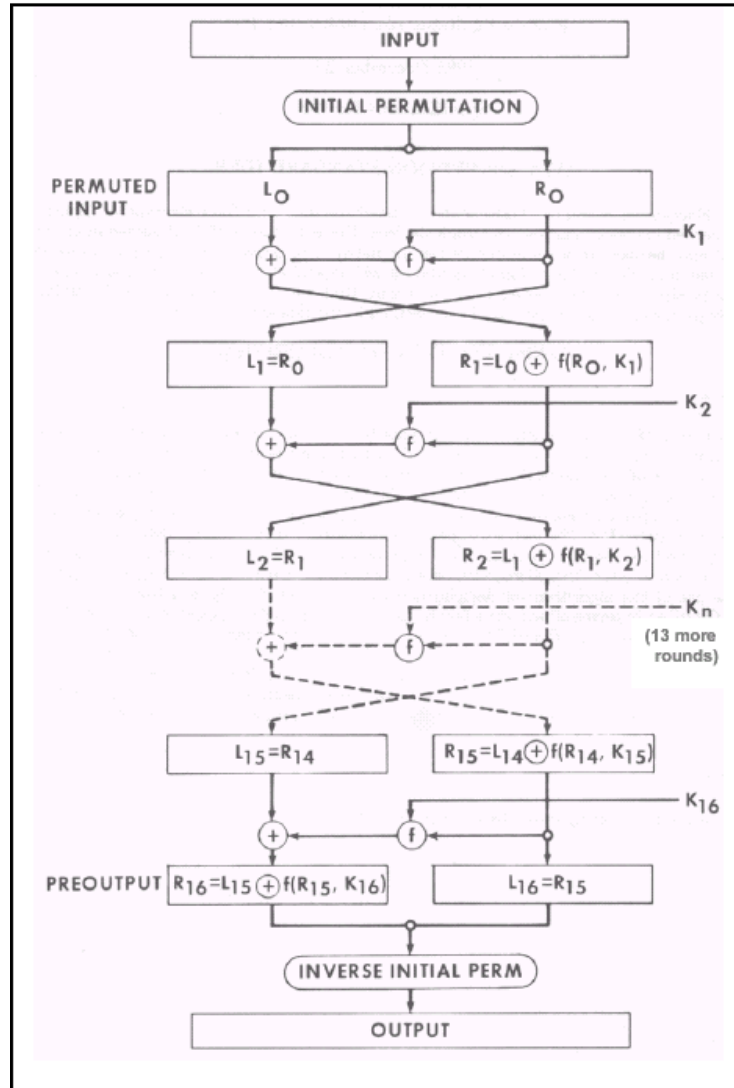 INPUT
INITIAL PERMUTATION
PERMUTED INPUT
L₀
R₀
K₁
+
f
L₁=R₀
R₁=L₀ ⊕ f(R₀, K₁)
K₂
+
f
L₂=R₁
R₂=L₁ ⊕ f(R₁, K₂)
Kₙ
(13 more
rounds)
+
f
L₁₅=R₁₄
R₁₅=L₁₄ ⊕ f(R₁₄, K₁₅)
K₁₆
+
f
PREOUTPUT
R₁₆=L₁₅ ⊕ f(R₁₅, K₁₆)
L₁₆=R₁₅
INVERSE INITIAL PERM
OUTPUT